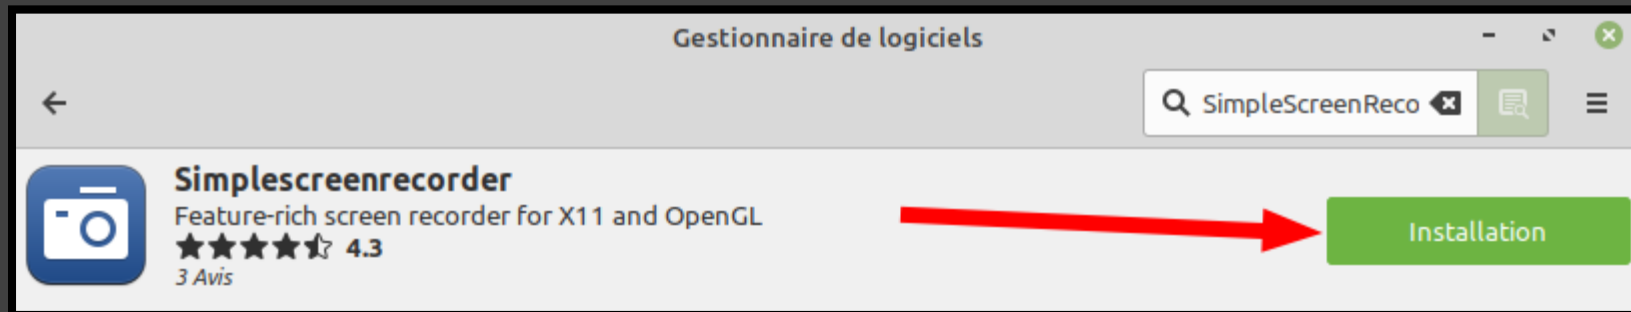 Gestionnaire de logiciels
SimpleScreenReco
Simplescreenrecorder
Feature-rich screen recorder for X11 and OpenGL
4.3
3 Avis
Installation